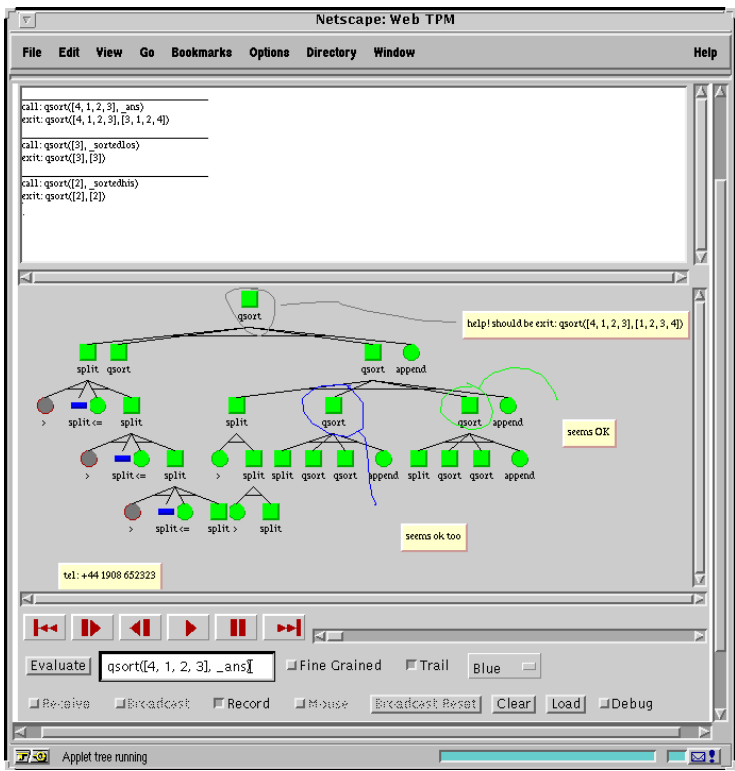 Netscape: Web TPM
File Edit View Go Bookmarks Options Directory Window Help
call: qsort([4, 1, 2, 3], _ans)
exit: qsort([4, 1, 2, 3], [3, 1, 2, 4])
call: qsort([3], _sortedlos)
exit: qsort([3], [3])
call: qsort([2], _sortedhis)
exit: qsort([2], [2])
qsort
help! should be exit: qsort([4, 1, 2, 3], [1, 2, 3, 4])
split qsort qsort append
> split <= split split qsort qsort append
seems OK
> split <= split > split split qsort qsort append split qsort qsort append
> split <= split > split
seems ok too
tel: +44 1908 652323
Evaluate qsort([4, 1, 2, 3], _ans) Fine Grained Trail Blue
Receive Broadcast Record Mouse Broadcast Reset Clear Load Debug
Applet tree running